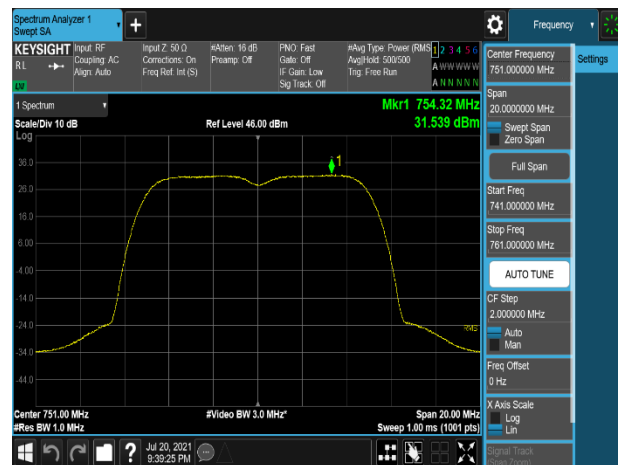 Spectrum Analyzer 1
Swept SA
+
Frequency
KEYSIGHT
RL
LW
Input: RF
Coupling: AC
Align: Auto
Input Z: 50 Ω
Corrections: On
Freq Ref: Int (S)
#Atten: 16 dB
Preamp: Off
PNO: Fast
Gate: Off
IF Gain: Low
Sig Track: Off
#Avg Type: Power (RMS
Avg|Hold: 500/500
Trig: Free Run
1 2 3 4 5 6
A W W W W W
A N N N N N
1 Spectrum
Scale/Div 10 dB
Log
Ref Level 46.00 dBm
Mkr1 754.32 MHz
31.539 dBm
1
36.0
26.0
16.0
6.00
-4.00
-14.0
-24.0
-34.0
-44.0
RMS
Center 751.00 MHz
#Res BW 1.0 MHz
#Video BW 3.0 MHz*
Span 20.00 MHz
Sweep 1.00 ms (1001 pts)
?
Jul 20, 2021
9:39:25 PM
Center Frequency
751.000000 MHz
Settings
Span
20.0000000 MHz
Swept Span
Zero Span
Full Span
Start Freq
741.000000 MHz
Stop Freq
761.000000 MHz
AUTO TUNE
CF Step
2.000000 MHz
Auto
Man
Freq Offset
0 Hz
X Axis Scale
Log
Lin
Signal Track
(Span Zoom)